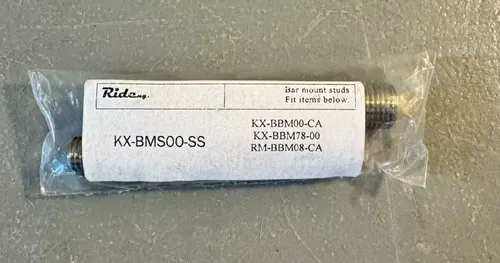 Ride ng.
Bar mount studs
Fit items below:
KX-BMS00-SS
KX-BBM00-CA
KX-BBM78-00
RM-BBM08-CA